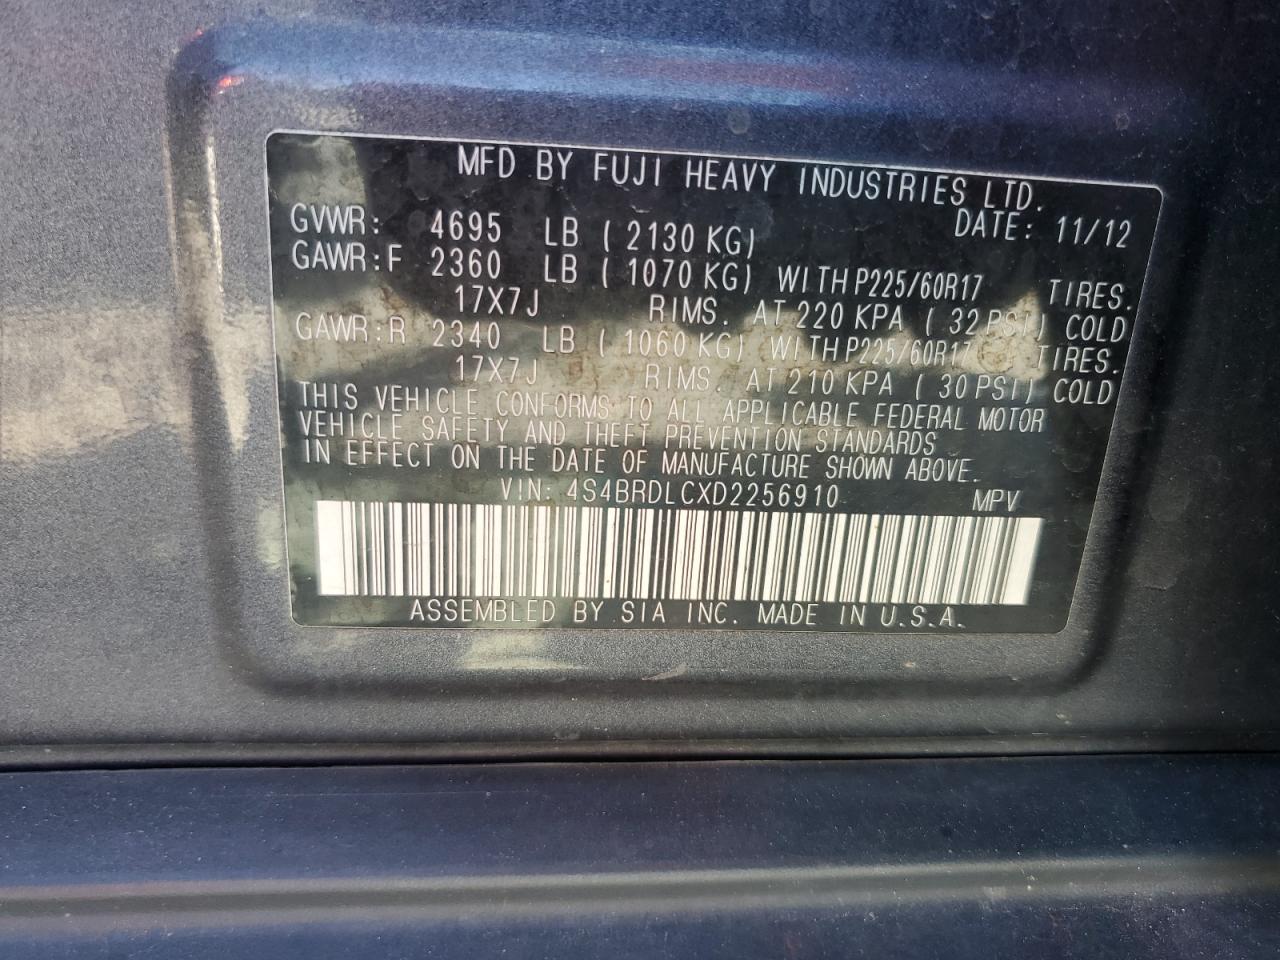 MFD BY FUJI HEAVY INDUSTRIES LTD.
GVWR: 4695 LB ( 2130 KG) DATE: 11/12
GAWR:F 2360 LB ( 1070 KG) WITH P225/60R17 TIRES.
17X7J RIMS. AT 220 KPA ( 32 PSI) COLD
GAWR:R 2340 LB ( 1060 KG) WITH P225/60R17 TIRES.
17X7J RIMS. AT 210 KPA ( 30 PSI) COLD
THIS VEHICLE CONFORMS TO ALL APPLICABLE FEDERAL MOTOR
VEHICLE SAFETY AND THEFT PREVENTION STANDARDS
IN EFFECT ON THE DATE OF MANUFACTURE SHOWN ABOVE.
VIN: 4S4BRDLCXD2256910 MPV
ASSEMBLED BY SIA INC. MADE IN U.S.A.